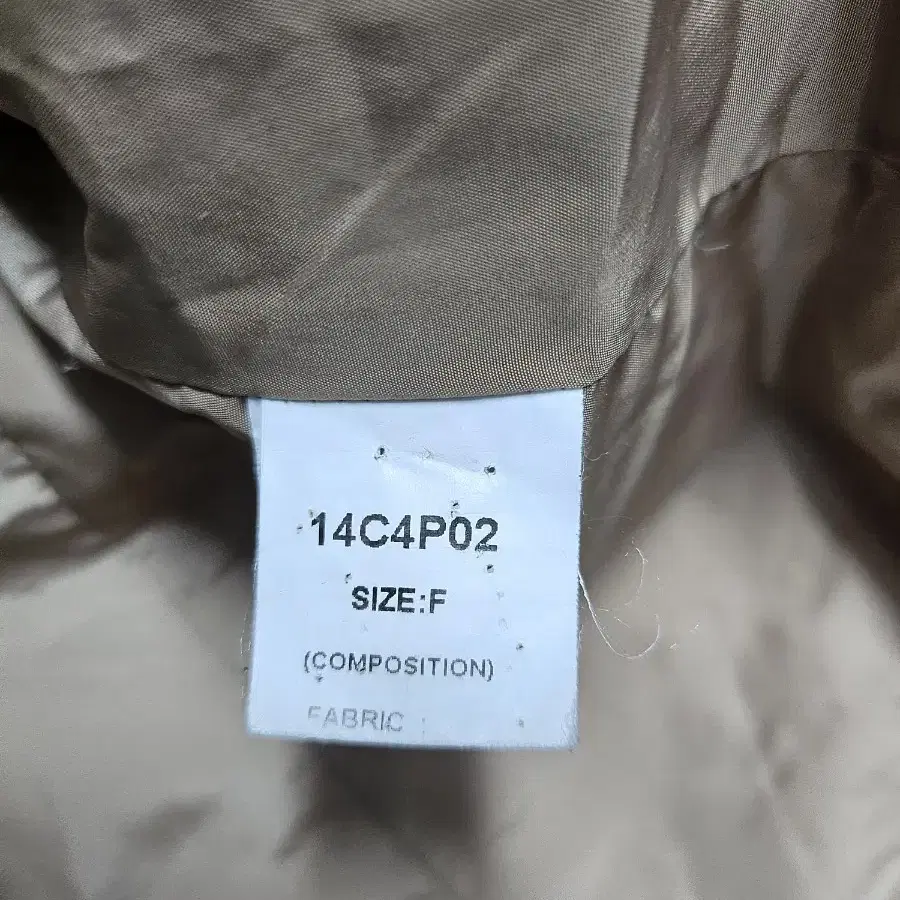 14C4P02
SIZE:F
(COMPOSITION)
FABRIC :